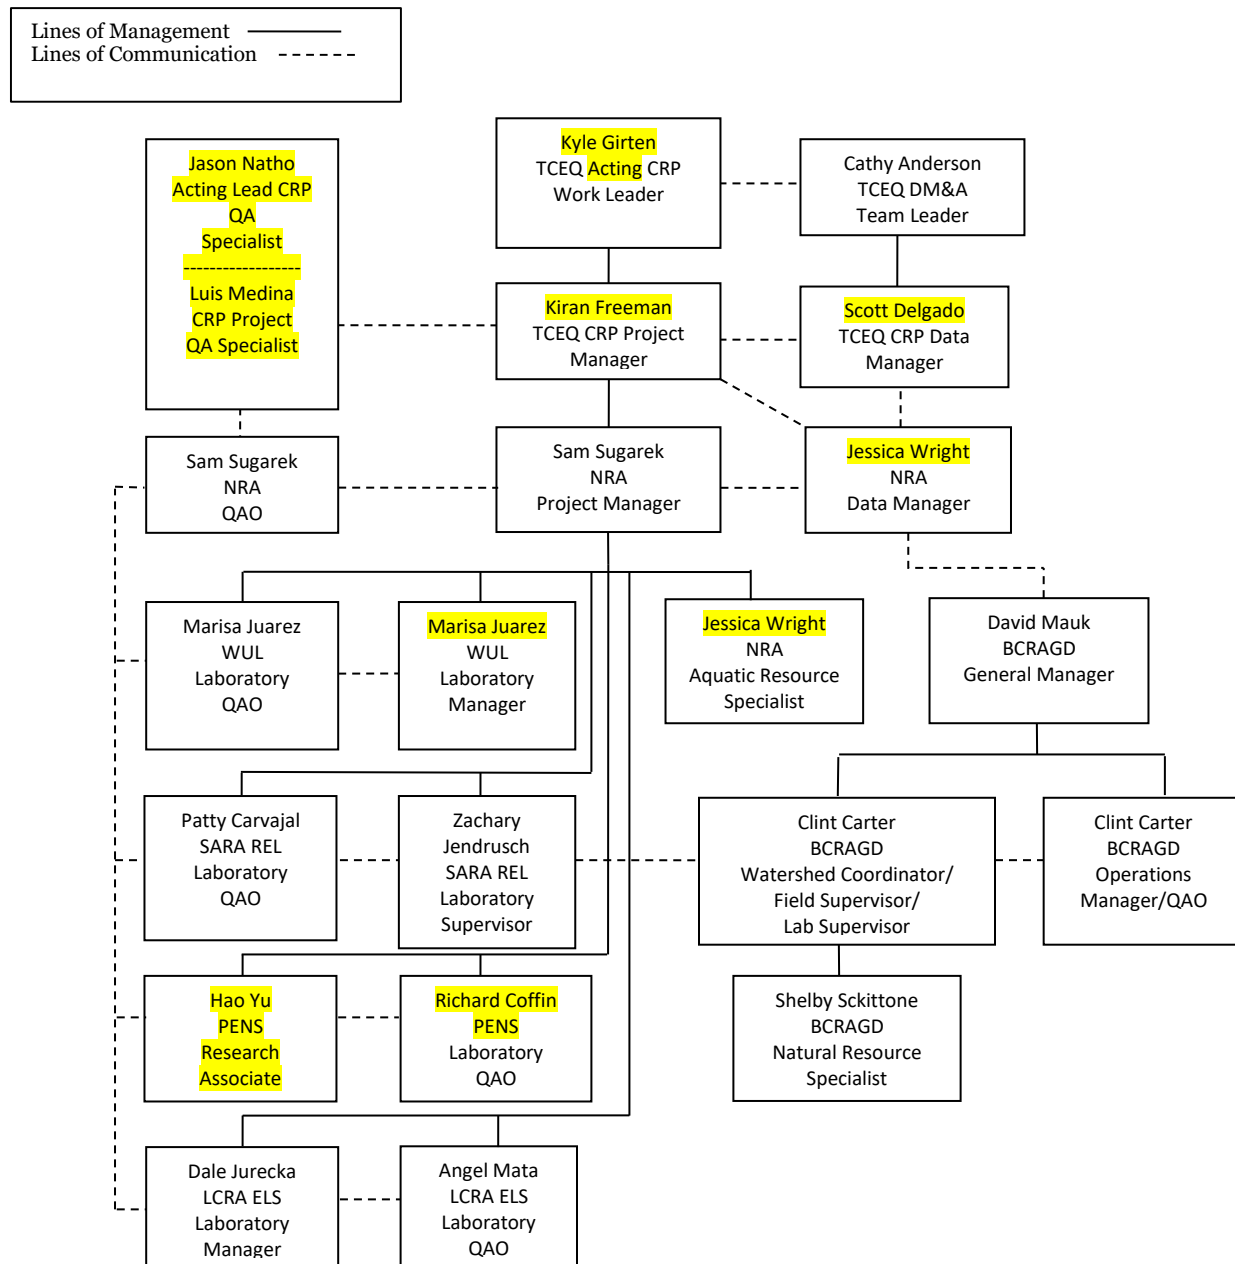 Lines of Management
Lines of Communication
Jason Natho
Acting Lead CRP
QA
Specialist
------------------
Luis Medina
CRP Project
QA Specialist
Kyle Girten
TCEQ Acting CRP
Work Leader
Cathy Anderson
TCEQ DM&A
Team Leader
Kiran Freeman
TCEQ CRP Project
Manager
Scott Delgado
TCEQ CRP Data
Manager
Sam Sugarek
NRA
QAO
Sam Sugarek
NRA
Project Manager
Jessica Wright
NRA
Data Manager
Marisa Juarez
WUL
Laboratory
QAO
Marisa Juarez
WUL
Laboratory
Manager
Jessica Wright
NRA
Aquatic Resource
Specialist
David Mauk
BCRAGD
General Manager
Patty Carvajal
SARA REL
Laboratory
QAO
Zachary
Jendrusch
SARA REL
Laboratory
Supervisor
Clint Carter
BCRAGD
Watershed Coordinator/
Field Supervisor/
Lab Supervisor
Clint Carter
BCRAGD
Operations
Manager/QAO
Hao Yu
PENS
Research
Associate
Richard Coffin
PENS
Laboratory
QAO
Shelby Sckittone
BCRAGD
Natural Resource
Specialist
Dale Jurecka
LCRA ELS
Laboratory
Manager
Angel Mata
LCRA ELS
Laboratory
QAO